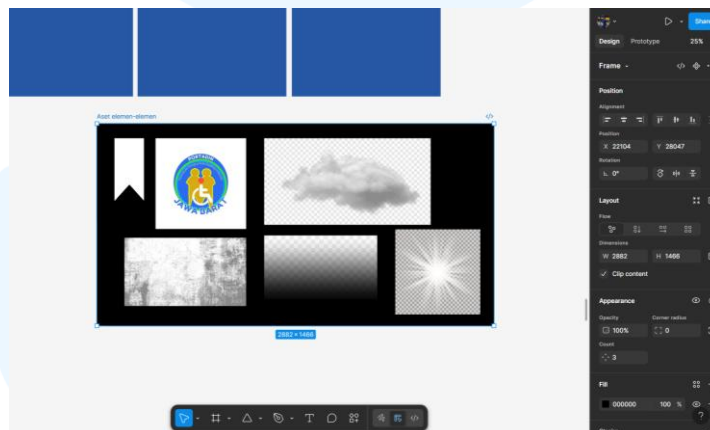 Share
Design Prototype 25%
Frame
Position
Alignment
Position
X 22104 Y 28047
Rotation
0°
Layout
Flow
Dimensions
W 2882 H 1466
Clip content
Appearance
Opacity Corner radius
100% 0
Count
3
Fill
000000 100 %
?
Aset elemen-elemen
PORTADIN
JAWA BARAT
2882 × 1466